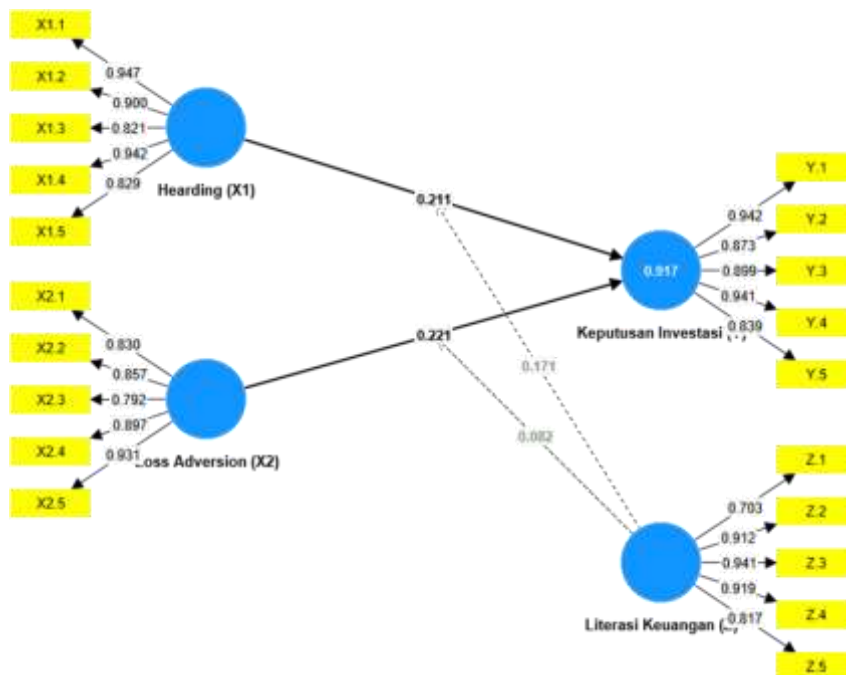 X1.1
X1.2
X1.3
X1.4
X1.5
0.947
0.900
0.821
0.942
0.829
Hearding (X1)
X2.1
X2.2
X2.3
X2.4
X2.5
0.830
0.857
0.792
0.897
0.931
Loss Adversion (X2)
0.211
0.221
0.171
0.082
0.917
Keputusan Investasi
Y.1
Y.2
Y.3
Y.4
Y.5
0.942
0.873
0.899
0.941
0.839
Literasi Keuangan
Z.1
Z.2
Z.3
Z.4
Z.5
0.703
0.912
0.941
0.919
0.817